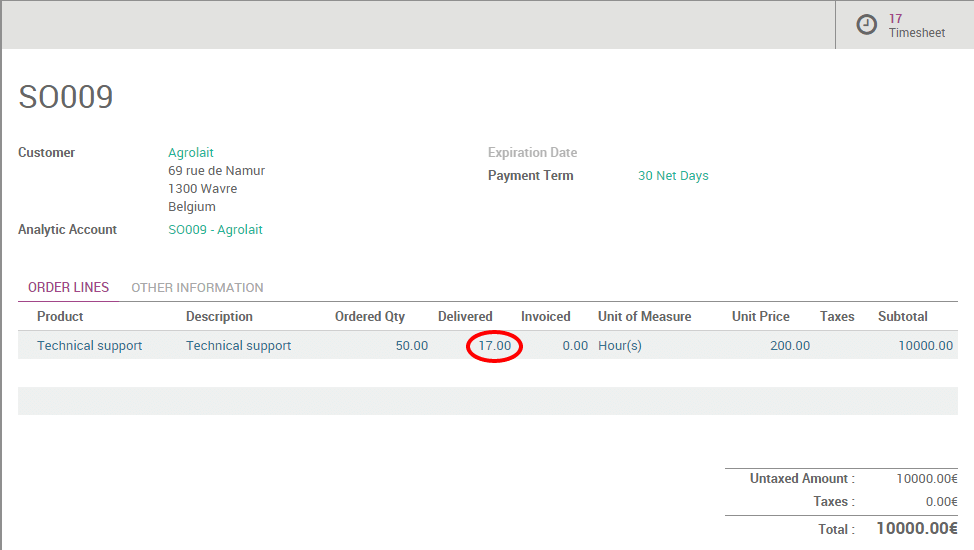 17
Timesheet
SO009
Customer Agrolait Expiration Date
69 rue de Namur Payment Term 30 Net Days
1300 Wavre
Belgium
Analytic Account SO009 - Agrolait
ORDER LINES OTHER INFORMATION
Product Description Ordered Qty Delivered Invoiced Unit of Measure Unit Price Taxes Subtotal
Technical support Technical support 50.00 17.00 0.00 Hour(s) 200.00 10000.00
Untaxed Amount : 10000.00€
Taxes : 0.00€
Total : 10000.00€